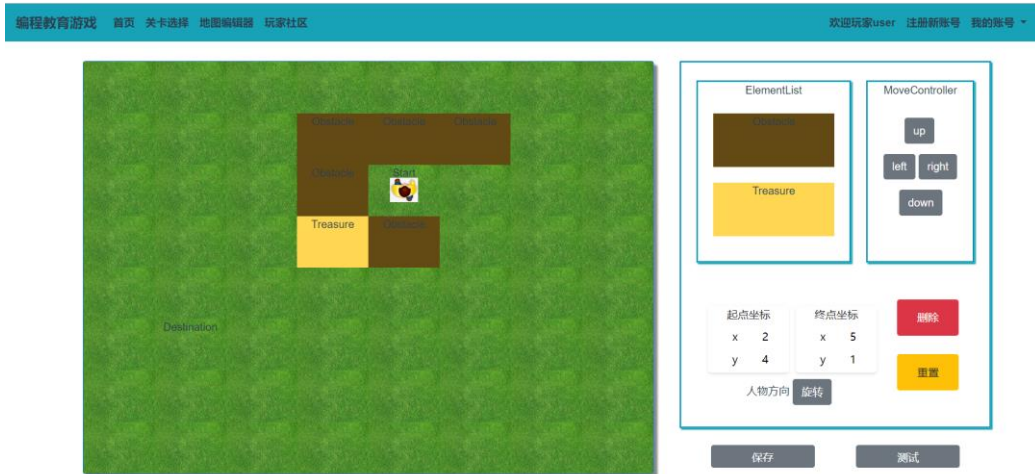 编程教育游戏 首页 关卡选择 地图编辑器 玩家社区 欢迎玩家user 注册新账号 我的账号
Obstacle Obstacle Obstacle
Obstacle Start
Treasure Obstacle
Destination
ElementList
Obstacle
Treasure
MoveController
up
left right
down
起点坐标
x 2
y 4
终点坐标
x 5
y 1
人物方向 旋转
删除
重置
保存 测试